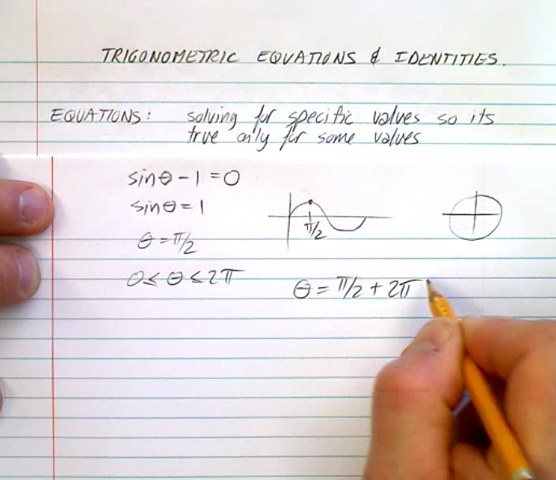 TRIGONOMETRIC EQUATIONS & IDENTITIES.
EQUATIONS: solving for specific values so its
true only for some values
sinθ - 1 = 0
sinθ = 1
π/2
θ = π/2
0 ≤ θ ≤ 2π
θ = π/2 + 2π